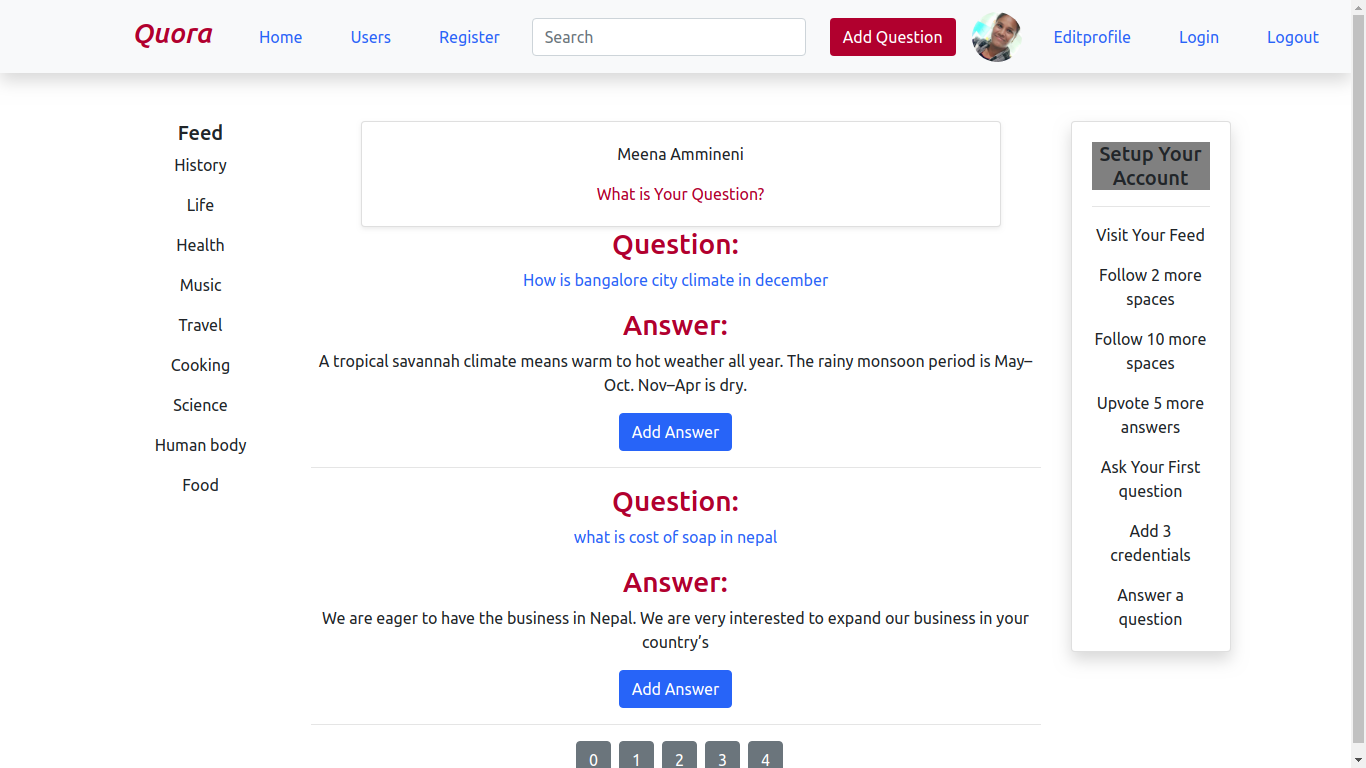 Quora
Home
Users
Register
Search
Add Question
Editprofile
Login
Logout
Feed
History
Life
Health
Music
Travel
Cooking
Science
Human body
Food
Meena Ammineni
What is Your Question?
Question:
How is bangalore city climate in december
Answer:
A tropical savannah climate means warm to hot weather all year. The rainy monsoon period is May–
Oct. Nov–Apr is dry.
Add Answer
Question:
what is cost of soap in nepal
Answer:
We are eager to have the business in Nepal. We are very interested to expand our business in your
country’s
Add Answer
0
1
2
3
4
Setup Your
Account
Visit Your Feed
Follow 2 more
spaces
Follow 10 more
spaces
Upvote 5 more
answers
Ask Your First
question
Add 3
credentials
Answer a
question